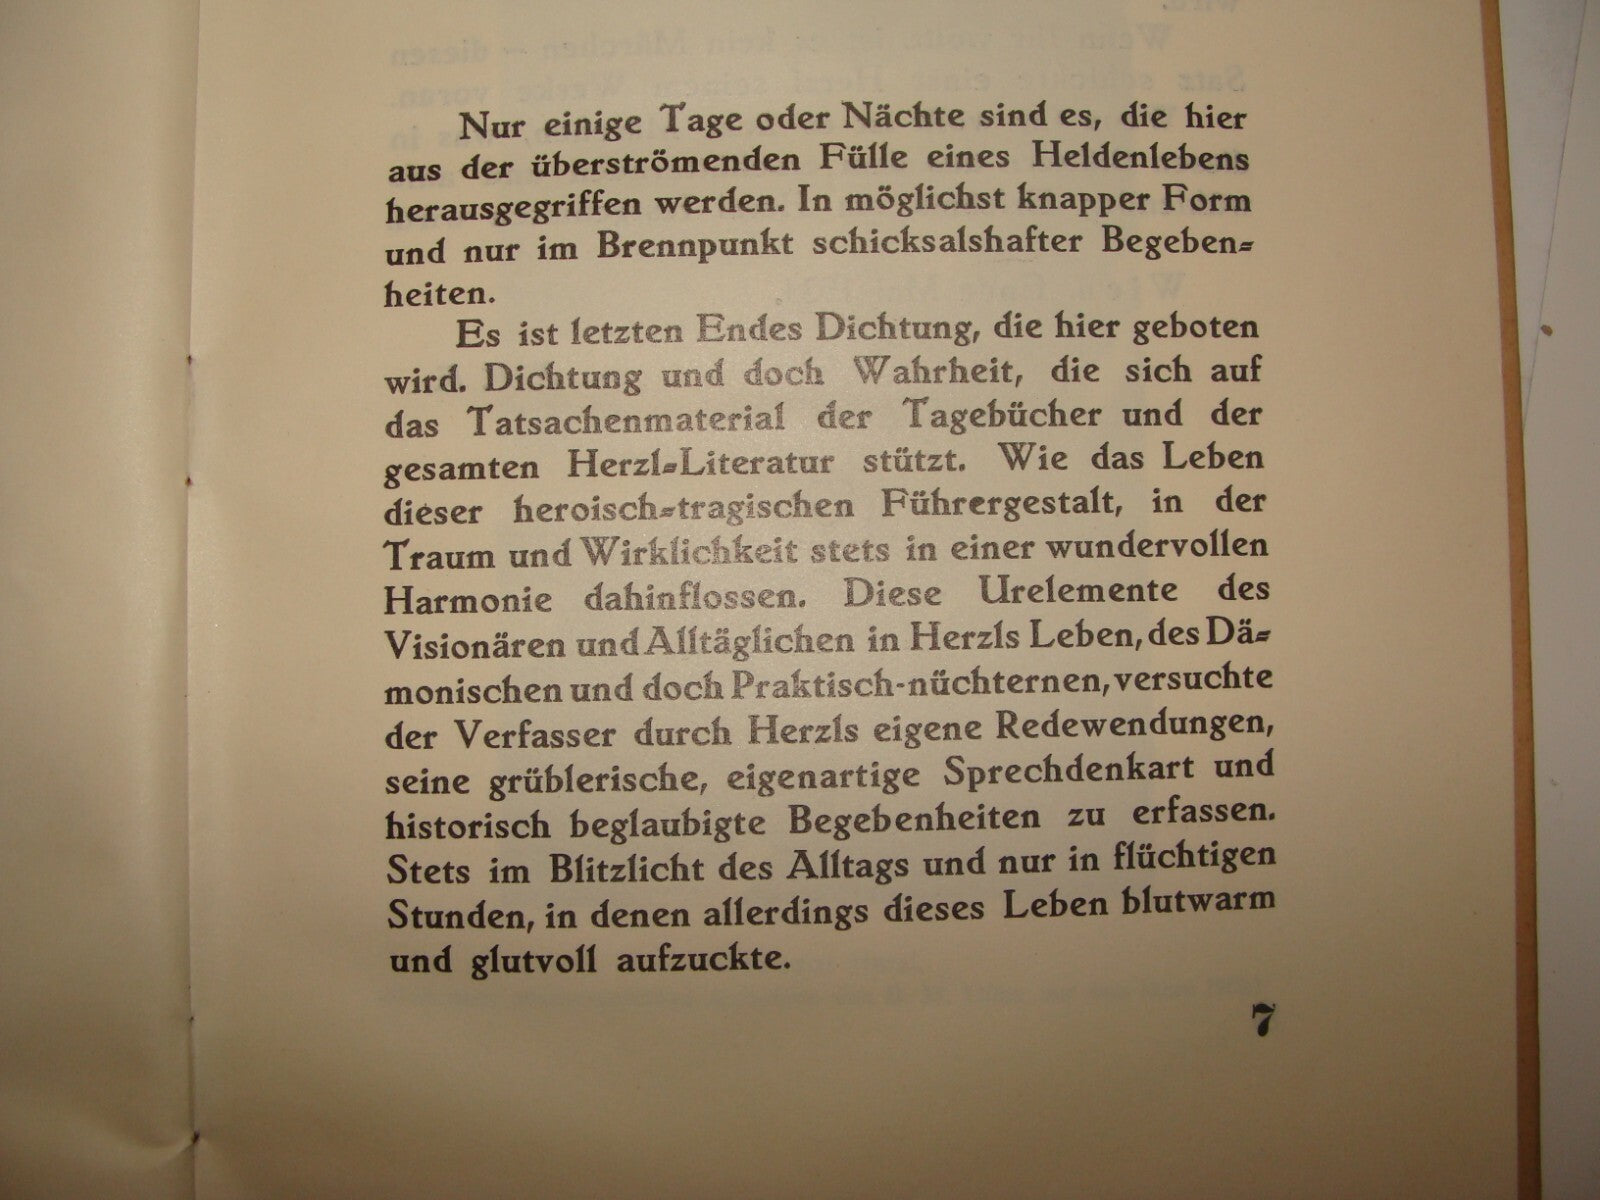 Nur einige Tage oder Nächte sind es, die hier
aus der überströmenden Fülle eines Heldenlebens
herausgegriffen werden. In möglichst knapper Form
und nur im Brennpunkt schicksalshafter Begeben-
heiten.
Es ist letzten Endes Dichtung, die hier geboten
wird. Dichtung und doch Wahrheit, die sich auf
das Tatsachenmaterial der Tagebücher und der
gesamten Herzl-Literatur stützt. Wie das Leben
dieser heroisch-tragischen Führergestalt, in der
Traum und Wirklichkeit stets in einer wundervollen
Harmonie dahinflossen. Diese Urelemente des
Visionären und Alltäglichen in Herzls Leben, des Dä-
monischen und doch Praktisch-nüchternen, versuchte
der Verfasser durch Herzls eigene Redewendungen,
seine grüblerische, eigenartige Sprechdenkart und
historisch beglaubigte Begebenheiten zu erfassen.
Stets im Blitzlicht des Alltags und nur in flüchtigen
Stunden, in denen allerdings dieses Leben blutwarm
und glutvoll aufzuckte.
7